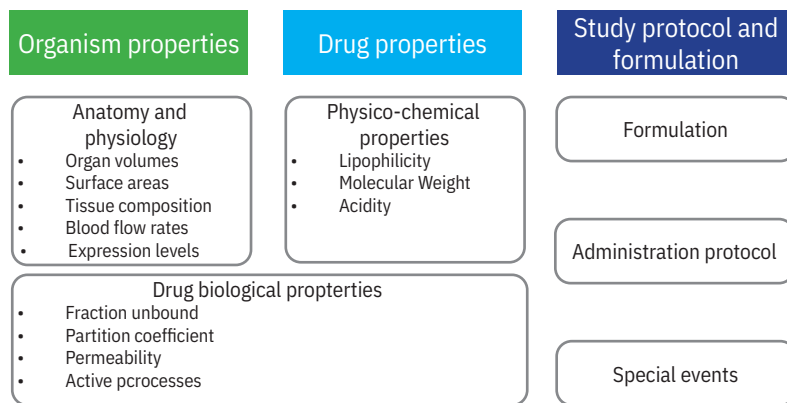 Organism properties
Drug properties
Study protocol and
formulation
Anatomy and
physiology
• Organ volumes
• Surface areas
• Tissue composition
• Blood flow rates
• Expression levels
Physico-chemical
properties
• Lipophilicity
• Molecular Weight
• Acidity
Formulation
Administration protocol
Drug biological propterties
• Fraction unbound
• Partition coefficient
• Permeability
• Active pcrocesses
Special events